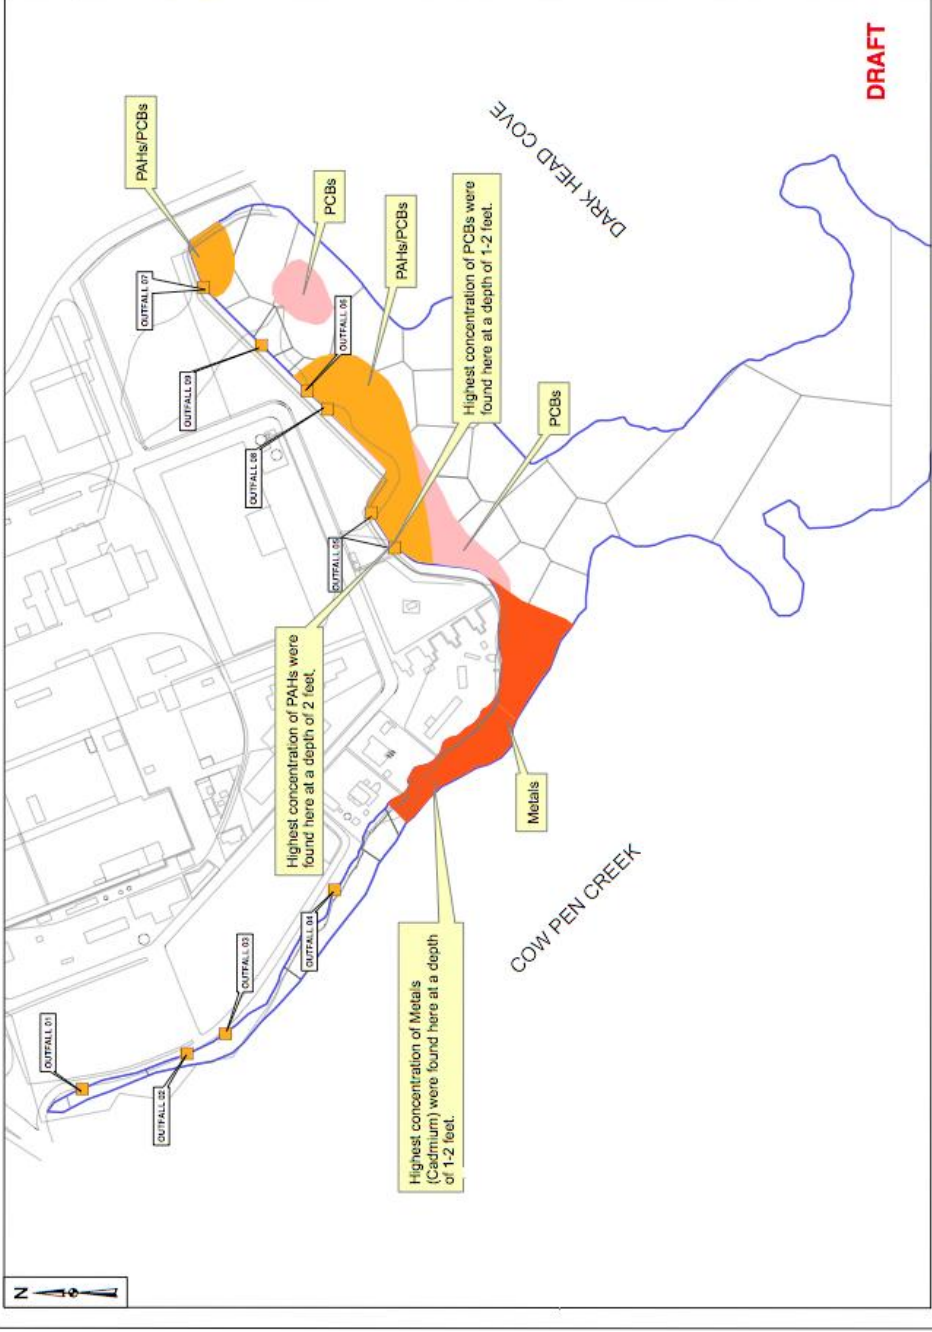 N
DRAFT
OUTFALL 01
OUTFALL 02
OUTFALL 03
OUTFALL 04
OUTFALL 05
OUTFALL 08
OUTFALL 06
OUTFALL 09
OUTFALL 07
PAHs/PCBs
PCBs
PAHs/PCBs
Highest concentration of PCBs were
found here at a depth of 1-2 feet.
PCBs
Highest concentration of PAHs were
found here at a depth of 2 feet.
Metals
Highest concentration of Metals
(Cadmium) were found here at a depth
of 1-2 feet.
COW PEN CREEK
DARK HEAD COVE